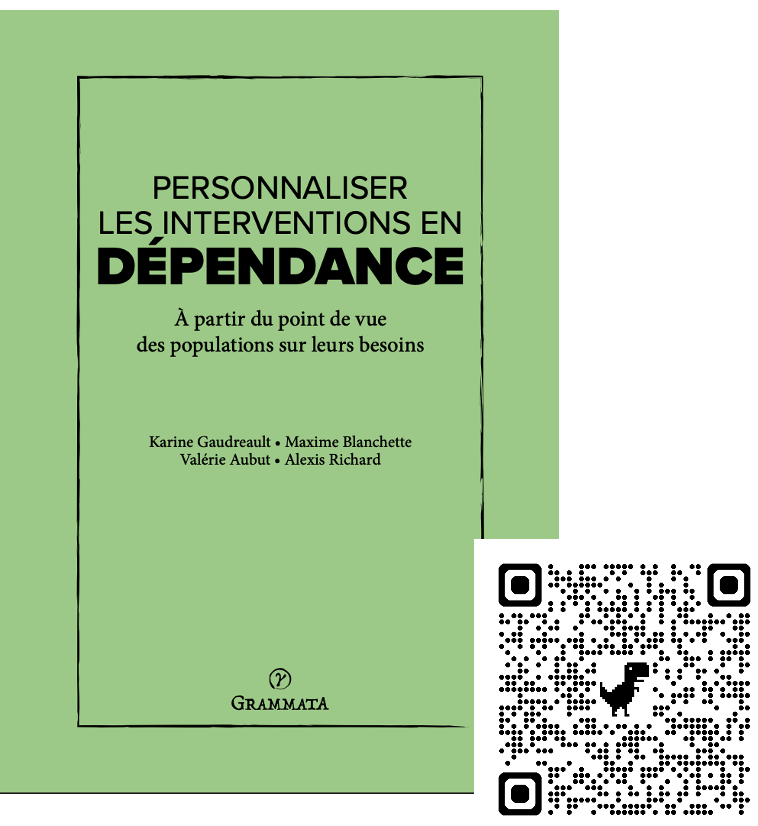 PERSONNALISER
LES INTERVENTIONS EN
DÉPENDANCE
À partir du point de vue
des populations sur leurs besoins
Karine Gaudreault • Maxime Blanchette
Valérie Aubut • Alexis Richard
γ
GRAMMATA